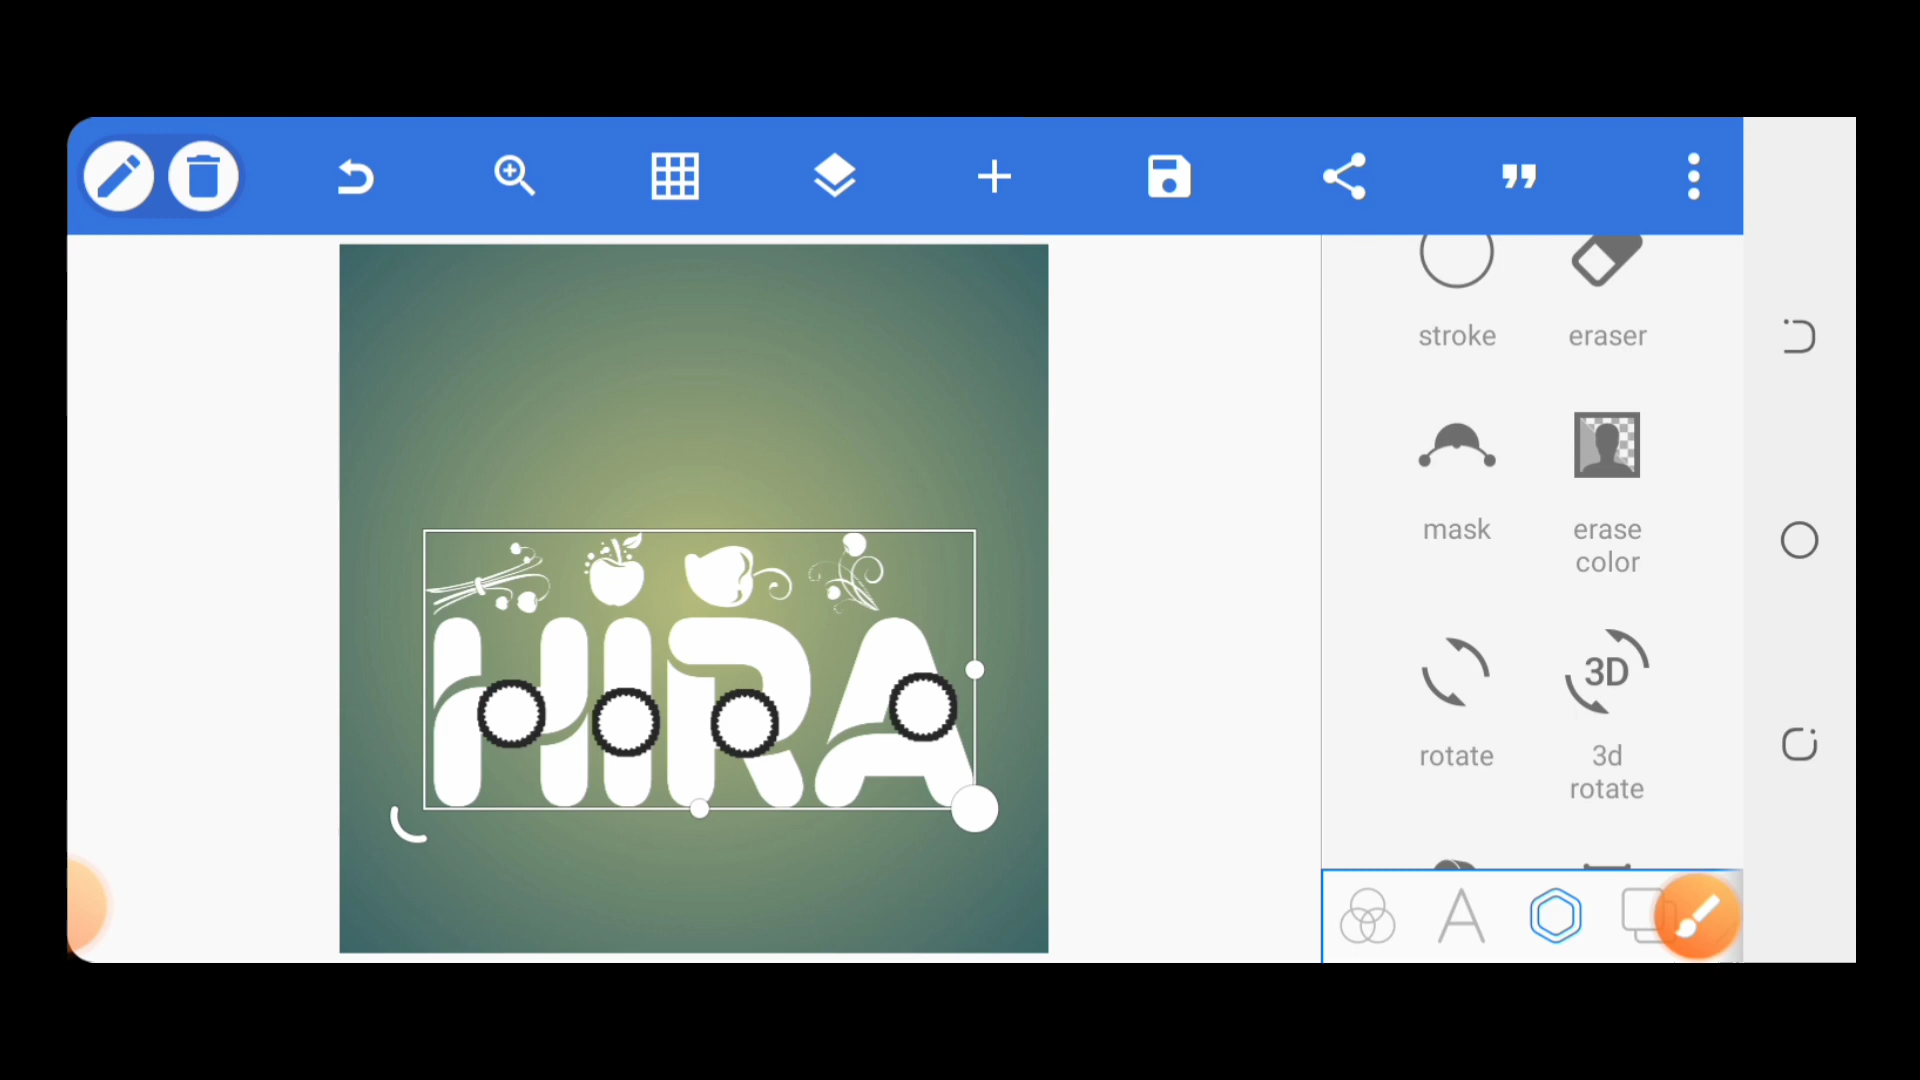 stroke
eraser
mask
erase
color
3D
rotate
3d
rotate
HIRA